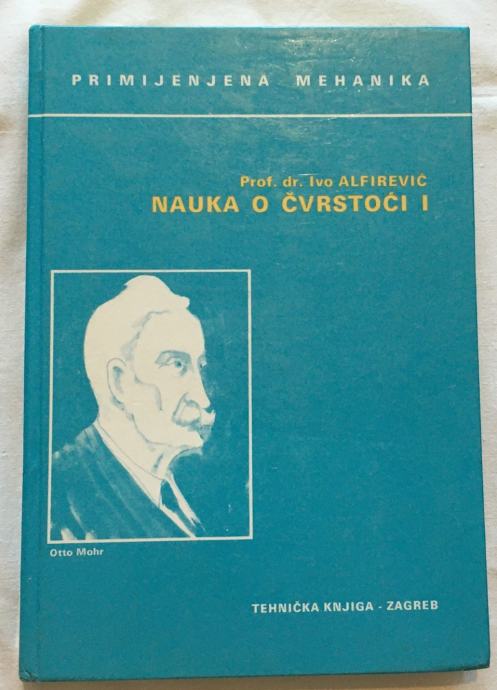 PRIMIJENJENA MEHANIKA
Prof. dr. Ivo ALFIREVIĆ
NAUKA O ČVRSTOĆI I
Otto Mohr
TEHNIČKA KNJIGA - ZAGREB